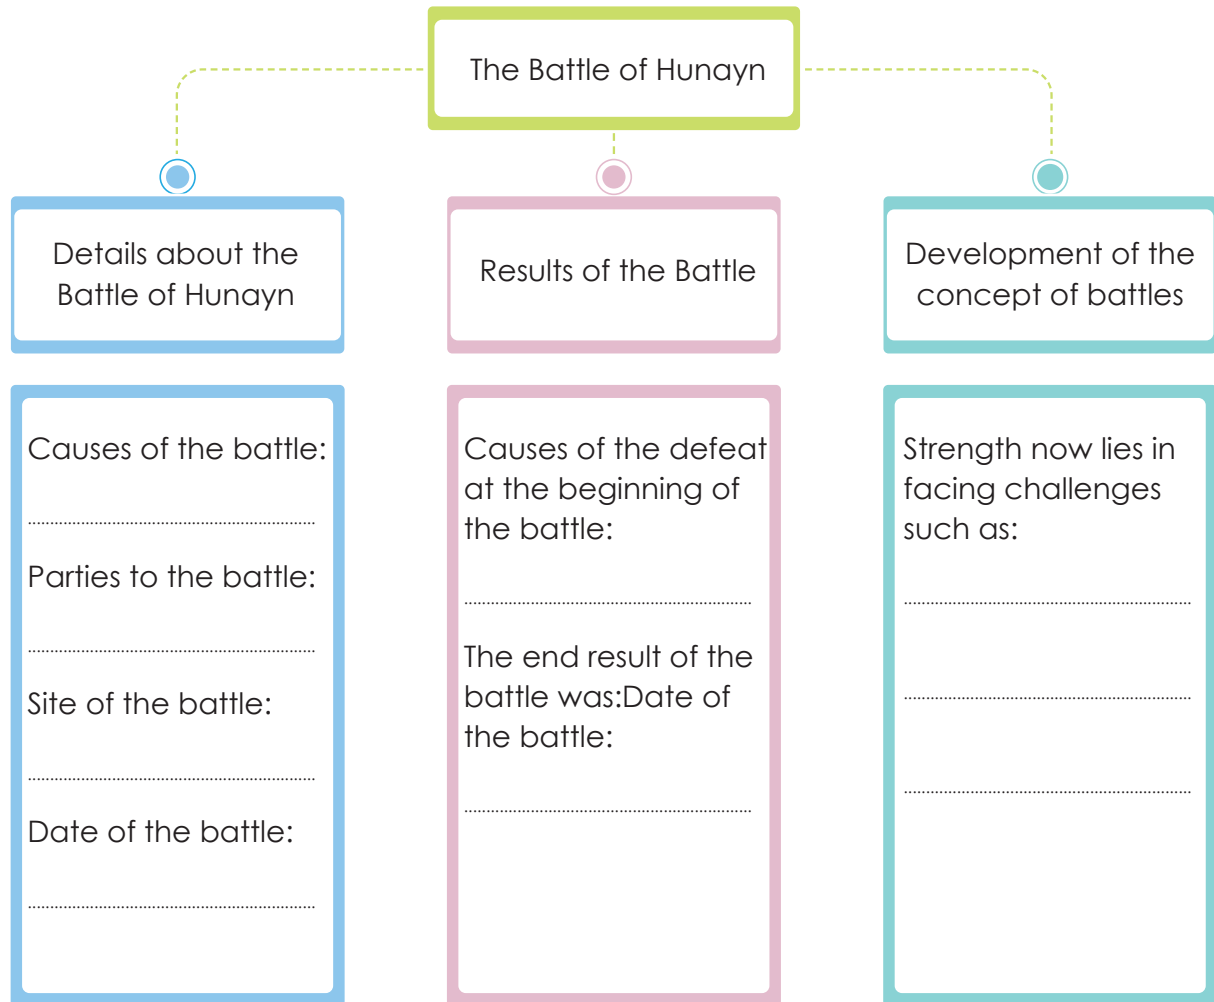 The Battle of Hunayn
Details about the
Battle of Hunayn
Results of the Battle
Development of the
concept of battles
Causes of the battle:
Parties to the battle:
Site of the battle:
Date of the battle:
Causes of the defeat
at the beginning of
the battle:
The end result of the
battle was:Date of
the battle:
Strength now lies in
facing challenges
such as: